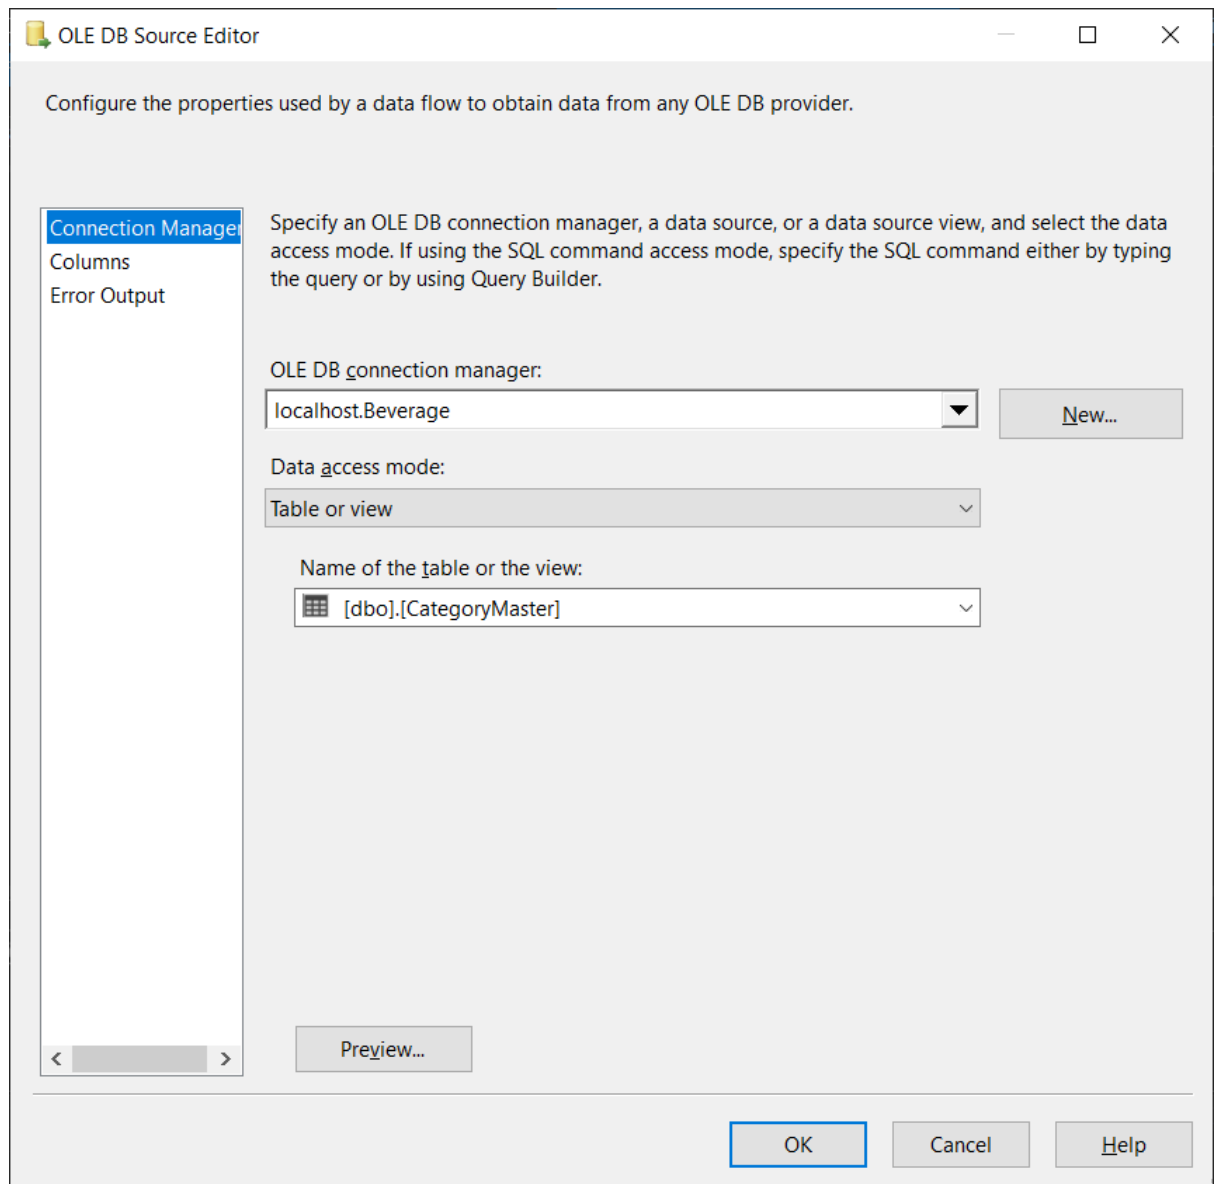 OLE DB Source Editor
Configure the properties used by a data flow to obtain data from any OLE DB provider.
Connection Manager
Columns
Error Output
Specify an OLE DB connection manager, a data source, or a data source view, and select the data
access mode. If using the SQL command access mode, specify the SQL command either by typing
the query or by using Query Builder.
OLE DB connection manager:
localhost.Beverage
New...
Data access mode:
Table or view
Name of the table or the view:
[dbo].[CategoryMaster]
Preview...
OK
Cancel
Help